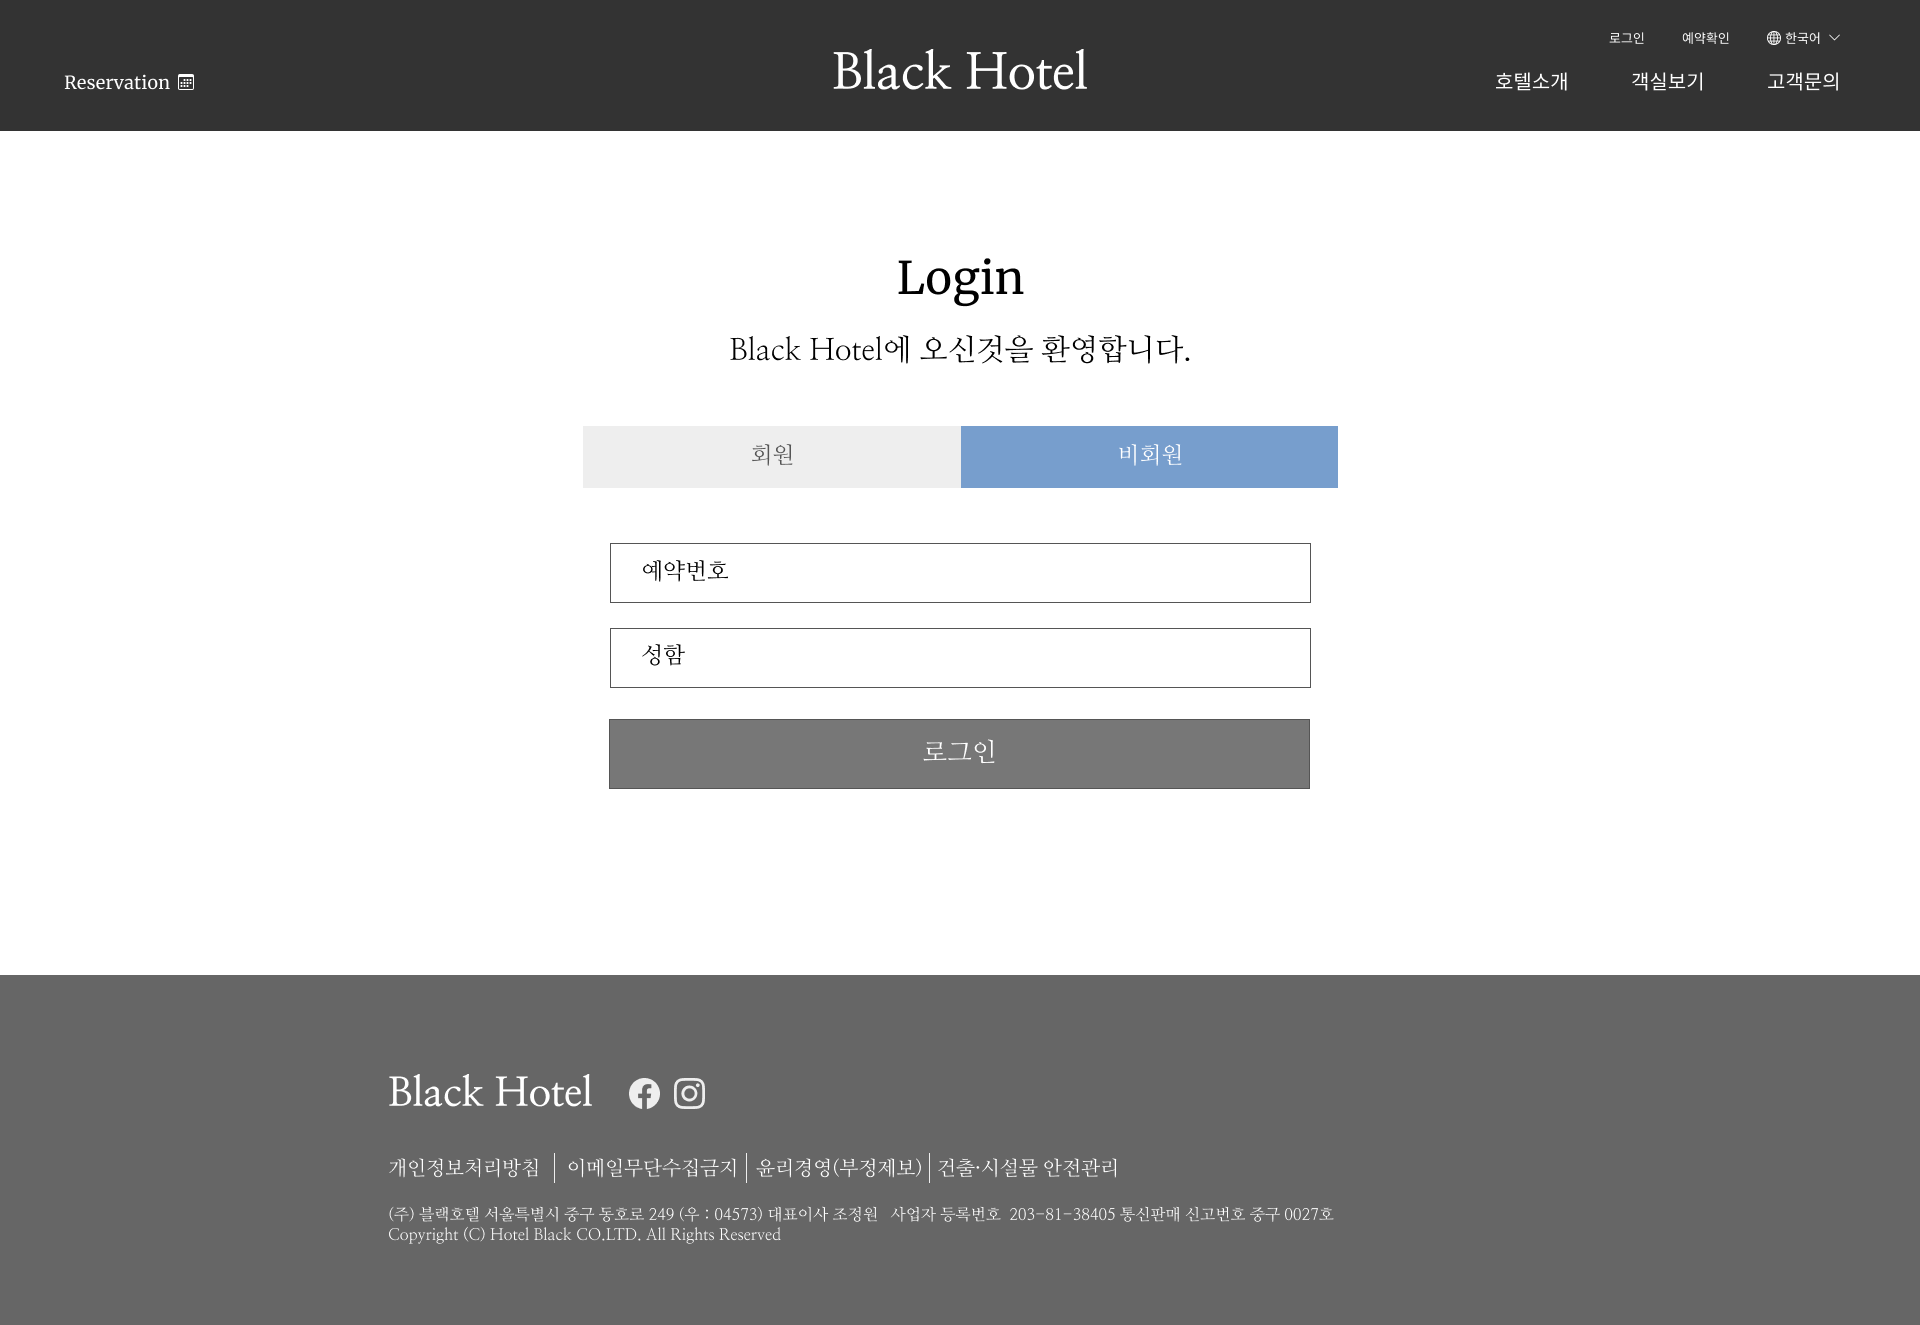 로그인 예약확인 한국어
Reservation Black Hotel 호텔소개 객실보기 고객문의
Login
Black Hotel에 오신것을 환영합니다.
회원 비회원
예약번호
성함
로그인
Black Hotel
개인정보처리방침 이메일무단수집금지 윤리경영(부정제보) 건출·시설물 안전관리
(주) 블랙호텔 서울특별시 중구 동호로 249 (우 : 04573) 대표이사 조정원 사업자 등록번호 203-81-38405 통신판매 신고번호 중구 0027호
Copyright (C) Hotel Black CO.LTD. All Rights Reserved